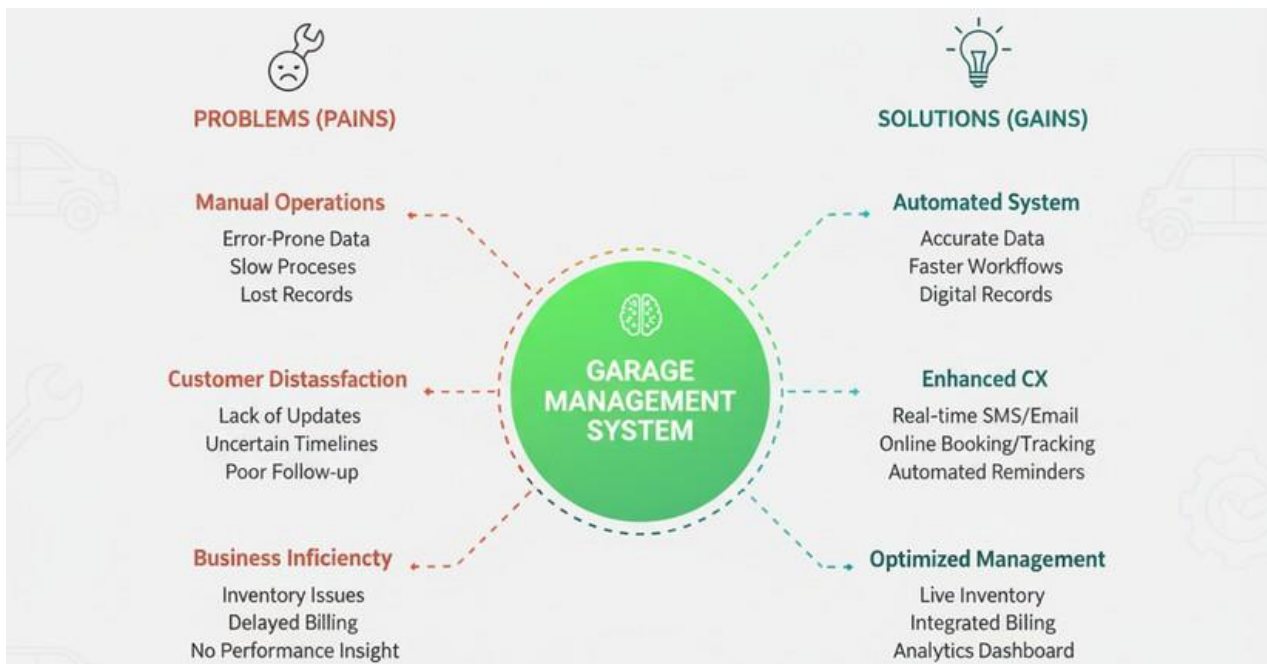 PROBLEMS (PAINS)
Manual Operations
Error-Prone Data
Slow Proceses
Lost Records
Customer Distassfaction
Lack of Updates
Uncertain Timelines
Poor Follow-up
Business Inficiencty
Inventory Issues
Delayed Billing
No Performance Insight
GARAGE
MANAGEMENT
SYSTEM
SOLUTIONS (GAINS)
Automated System
Accurate Data
Faster Workffows
Digital Records
Enhanced CX
Real-time SMS/Email
Online Booking/Tracking
Automated Reminders
Optimized Management
Live Inventory
Integrated Biling
Analytics Dashboard